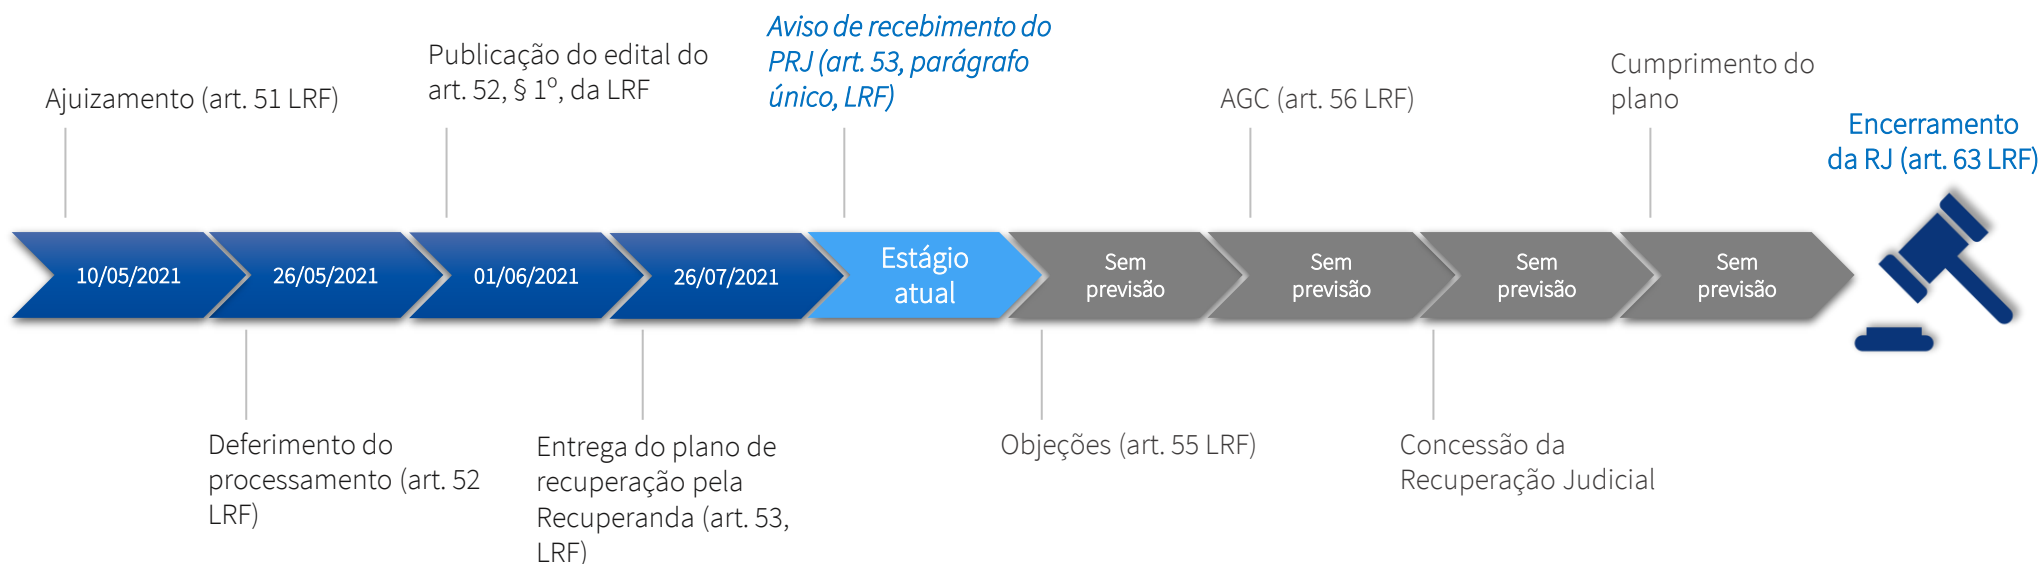 Aviso de recebimento do
PRJ (art. 53, parágrafo
único, LRF)
Publicação do edital do
art. 52, § 1º, da LRF
Ajuizamento (art. 51 LRF)
AGC (art. 56 LRF)
Cumprimento do
plano
Encerramento
da RJ (art. 63 LRF)
10/05/2021
26/05/2021
01/06/2021
26/07/2021
Estágio
atual
Sem
previsão
Sem
previsão
Sem
previsão
Sem
previsão
Deferimento do
processamento (art. 52
LRF)
Entrega do plano de
recuperação pela
Recuperanda (art. 53,
LRF)
Objeções (art. 55 LRF)
Concessão da
Recuperação Judicial